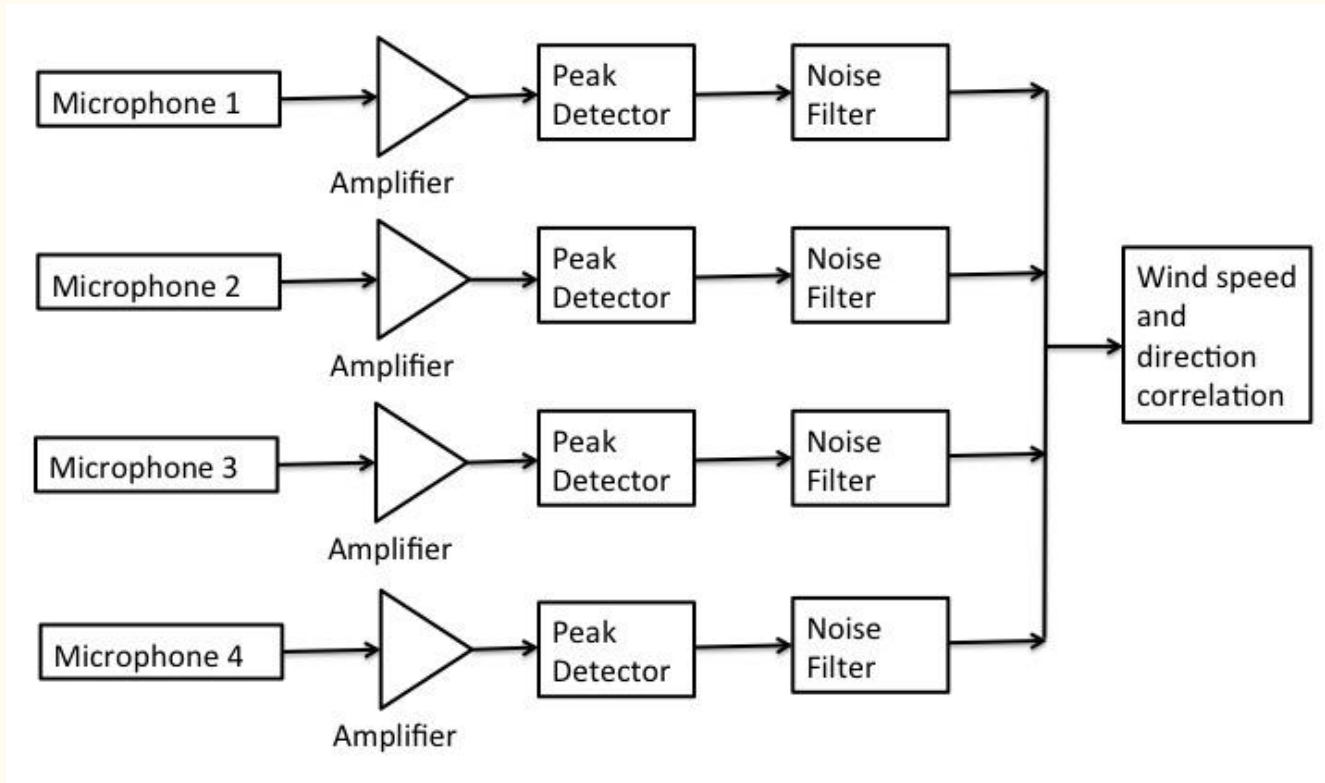 Microphone 1
Amplifier
Peak
Detector
Noise
Filter
Microphone 2
Amplifier
Peak
Detector
Noise
Filter
Microphone 3
Amplifier
Peak
Detector
Noise
Filter
Microphone 4
Amplifier
Peak
Detector
Noise
Filter
Wind speed
and
direction
correlation